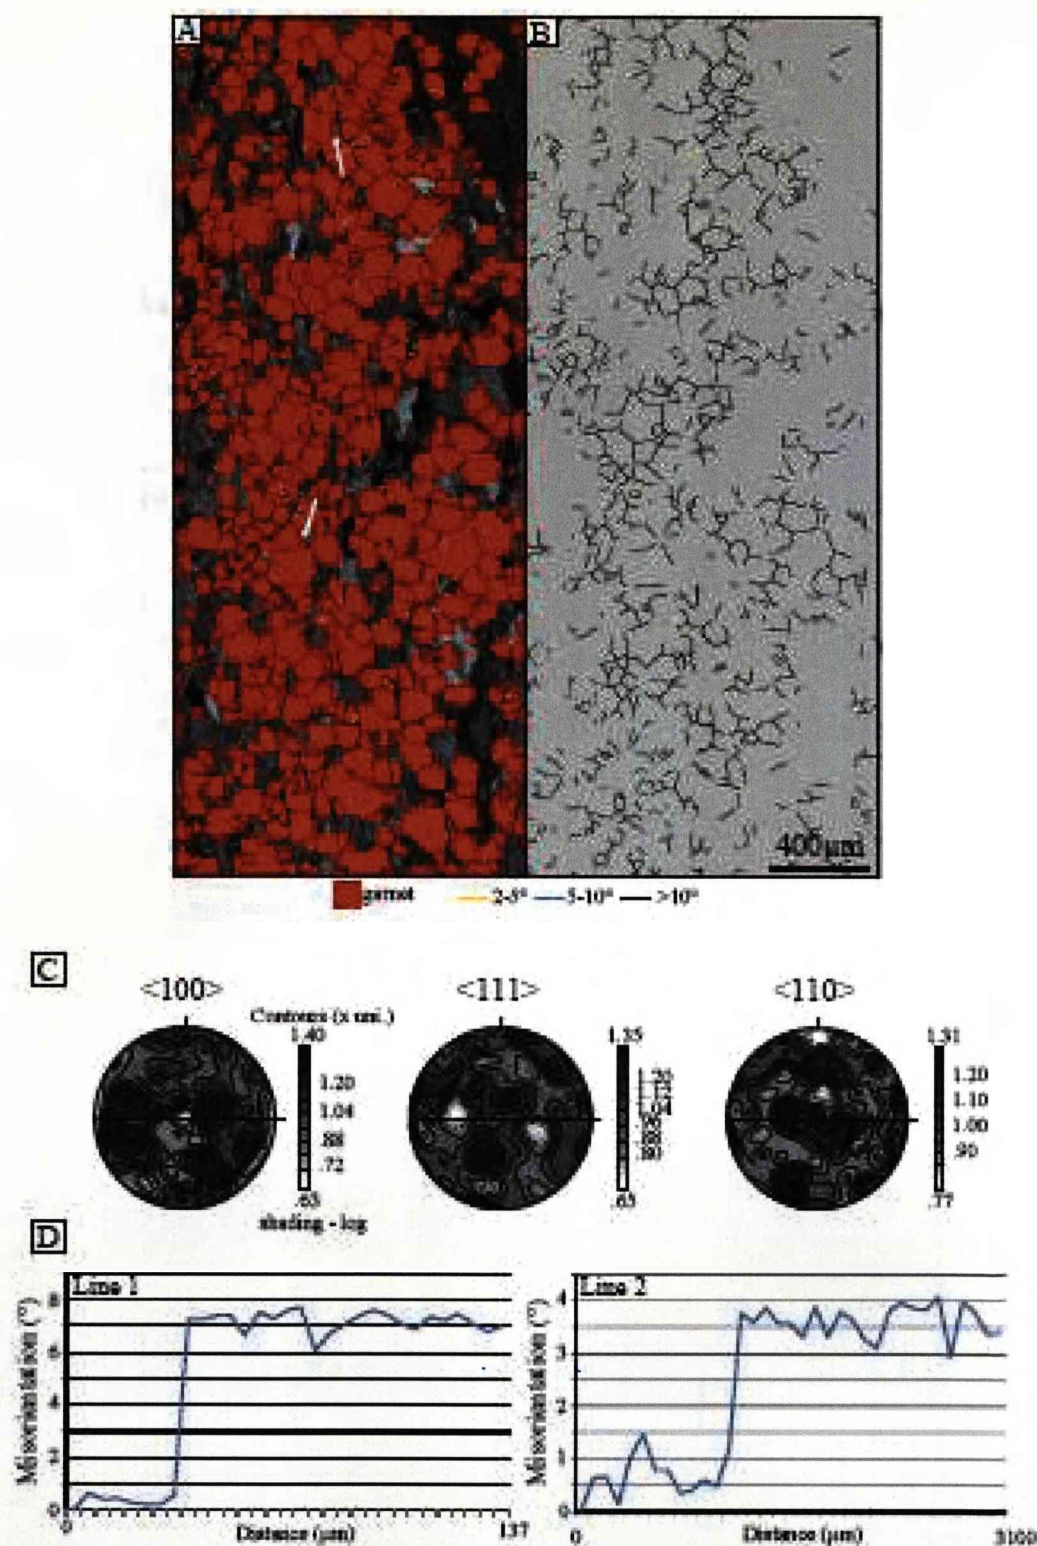 A
B
400μm
garnet 2-5° 5-10° >10°
C
<100> <111> <110>
Contours (x uni.)
1.40
1.20
1.04
.88
.72
.63
shading - log
1.35
1.20
.80
.63
1.31
1.20
1.10
1.00
.90
.77
D
Line 1
Misorientation (°)
8
6
4
2
0
0 Distance (μm) 137
Line 2
Misorientation (°)
4
3
2
1
0
0 Distance (μm)